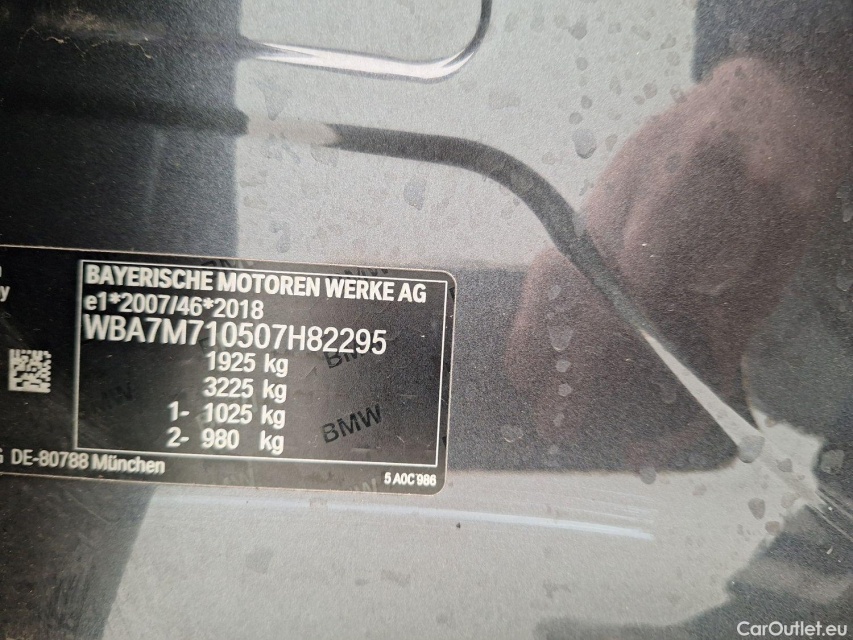 BAYERISCHE MOTOREN WERKE AG
e1*2007/46*2018
WBA7M710507H82295
1925 kg
3225 kg
1- 1025 kg
2- 980 kg
BMW
DE-80788 München
5 A0C 986
CarOutlet.eu